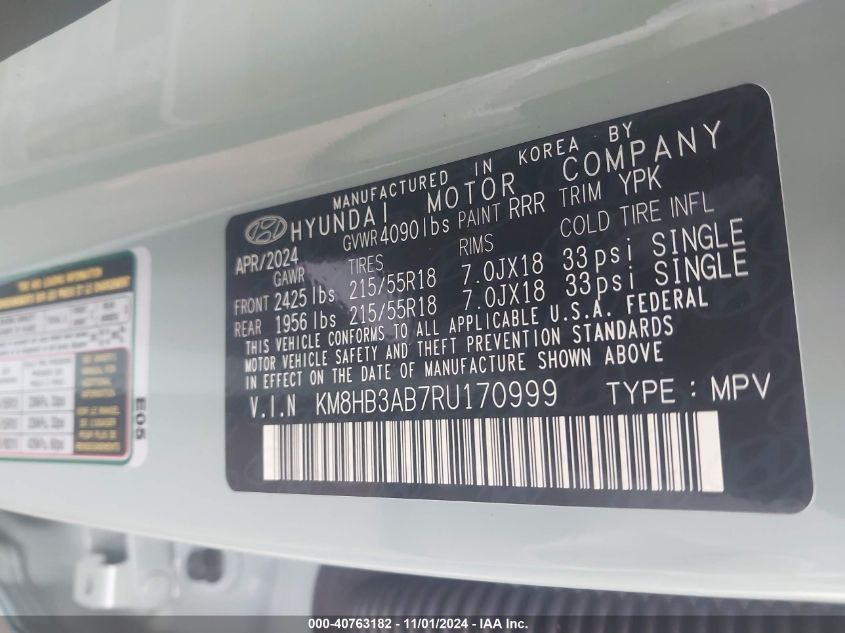 MANUFACTURED IN KOREA BY
HYUNDAI MOTOR COMPANY
APR/2024 GVWR 4090 lbs PAINT RRR TRIM YPK
GAWR TIRES RIMS COLD TIRE INFL
FRONT 2425 lbs 215/55R18 7.0JX18 33psi SINGLE
REAR 1956 lbs 215/55R18 7.0JX18 33psi SINGLE
THIS VEHICLE CONFORMS TO ALL APPLICABLE U.S.A. FEDERAL
MOTOR VEHICLE SAFETY AND THEFT PREVENTION STANDARDS
IN EFFECT ON THE DATE OF MANUFACTURE SHOWN ABOVE
V.I.N KM8HB3AB7RU170999 TYPE : MPV
E05
000-40763182 - 11/01/2024 - IAA Inc.